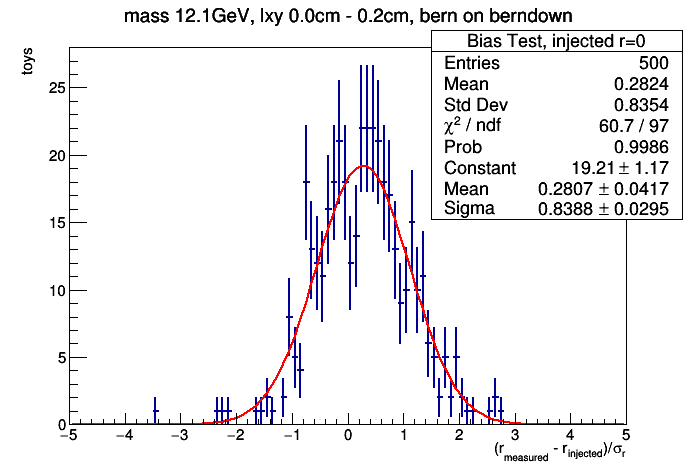 mass 12.1GeV, lxy 0.0cm - 0.2cm, bern on berndown
Bias Test, injected r=0
Entries 500
Mean 0.2824
Std Dev 0.8354
χ² / ndf 60.7 / 97
Prob 0.9986
Constant 19.21 ± 1.17
Mean 0.2807 ± 0.0417
Sigma 0.8388 ± 0.0295
toys
25
20
15
10
5
0
−5 −4 −3 −2 −1 0 1 2 3 4 5
(r_measured - r_injected)/σ_r